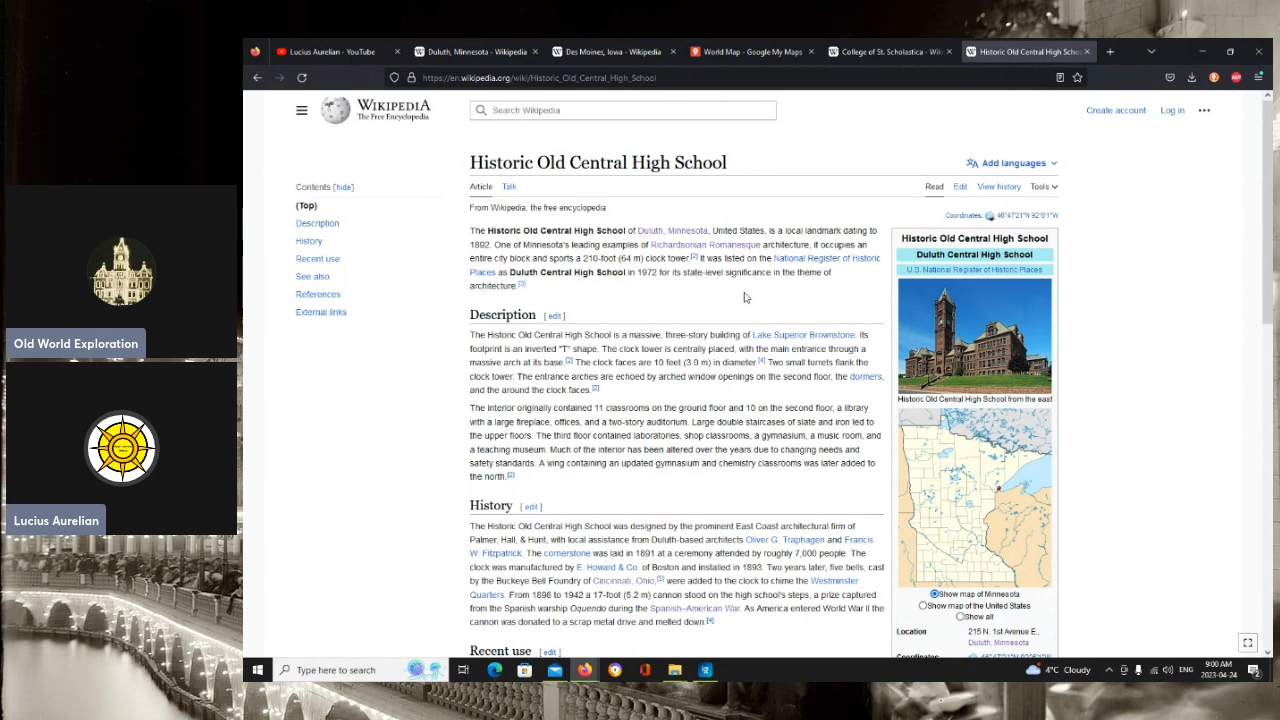 Lucius Aurelian - YouTube
Duluth, Minnesota - Wikipedia
Des Moines, Iowa - Wikipedia
World Map - Google My Maps
College of St. Scholastica - Wi
Historic Old Central High Schoo
https://en.wikipedia.org/wiki/Historic_Old_Central_High_School
WIKIPEDIA
The Free Encyclopedia
Search Wikipedia
Create account Log in
Historic Old Central High School
Add languages
Contents [hide]
Article Talk
Read Edit View history Tools
(Top)
Description
History
Recent use
See also
References
External links
From Wikipedia, the free encyclopedia
Coordinates: 46°47'21"N 92°6'1"W
The Historic Old Central High School of Duluth, Minnesota, United States, is a local landmark dating to
1892. One of Minnesota's leading examples of Richardsonian Romanesque architecture, it occupies an
entire city block and sports a 210-foot (64 m) clock tower.[2] It was listed on the National Register of Historic
Places as Duluth Central High School in 1972 for its state-level significance in the theme of
architecture.[3]
Description [ edit ]
The Historic Old Central High School is a massive, three-story building of Lake Superior Brownstone. Its
footprint is an inverted "T" shape. The clock tower is centrally placed, with the main entrance through a
massive arch at its base.[2] The clock faces are 10 feet (3.0 m) in diameter.[4] Two small turrets flank the
clock tower. The entrance arches are echoed by arched window openings on the second floor, the dormers,
and the around the clock faces.[2]
The interior originally contained 11 classrooms on the ground floor and 10 on the second floor, a library
with a large fireplace, offices, and a two-story auditorium. Large double staircases of slate and iron led to
the upper floors. The third floor contained laboratories, shop classrooms, a gymnasium, a music room, and
a teaching museum. Much of the interior has been altered over the years due to changing needs and
safety standards. A wing containing an updated gymnasium and chemistry classrooms was later added to
the north.[2]
History [ edit ]
The Historic Old Central High School was designed by the prominent East Coast architectural firm of
Palmer, Hall, & Hunt, with local assistance from Duluth-based architects Oliver G. Traphagen and Francis
W. Fitzpatrick. The cornerstone was laid in 1891 at a ceremony attended by roughly 7,000 people. The
clock was manufactured by E. Howard & Co. of Boston and installed in 1893. Two years later, five bells, cast
by the Buckeye Bell Foundry of Cincinnati, Ohio,[5] were added to the clock to chime the Westminster
Quarters. From 1898 to 1942 a 17-foot (5.2 m) cannon stood on the high school's steps, a prize captured
from the Spanish warship Oquendo during the Spanish–American War. As America entered World War II the
cannon was donated to a scrap metal drive and melted down.[4]
Recent use [ edit ]
Historic Old Central High School
Duluth Central High School
U.S. National Register of Historic Places
Historic Old Central High School from the east
Show map of Minnesota
Show map of the United States
Show all
Location 215 N. 1st Avenue E.,
Duluth, Minnesota
Coordinates 46°47'21"N 92°6'1"W
Old World Exploration
Lucius Aurelian
Type here to search
4°C Cloudy
ENG
9:00 AM
2023-04-24
2